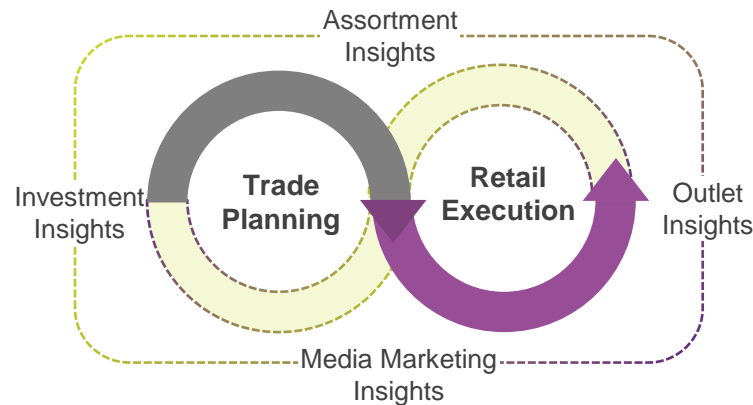 Assortment
Insights
Trade
Planning
Retail
Execution
Investment
Insights
Outlet
Insights
Media Marketing
Insights